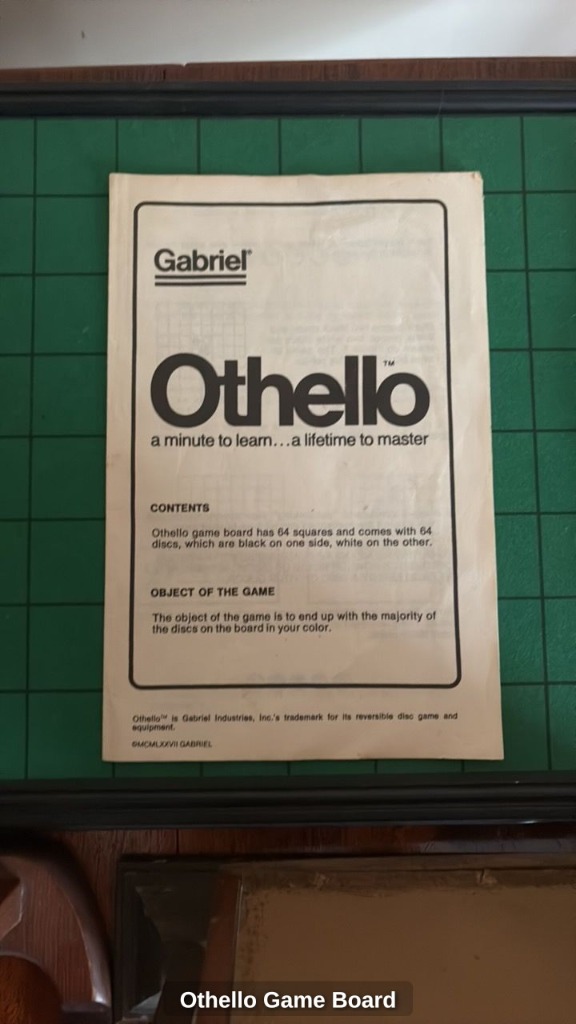 Gabriel®
Othello™
a minute to learn...a lifetime to master
CONTENTS
Othello game board has 64 squares and comes with 64
discs, which are black on one side, white on the other.
OBJECT OF THE GAME
The object of the game is to end up with the majority of
the discs on the board in your color.
Othello™ is Gabriel Industries, Inc.'s trademark for its reversible disc game and
equipment.
©MCMLXXVII GABRIEL
Othello Game Board